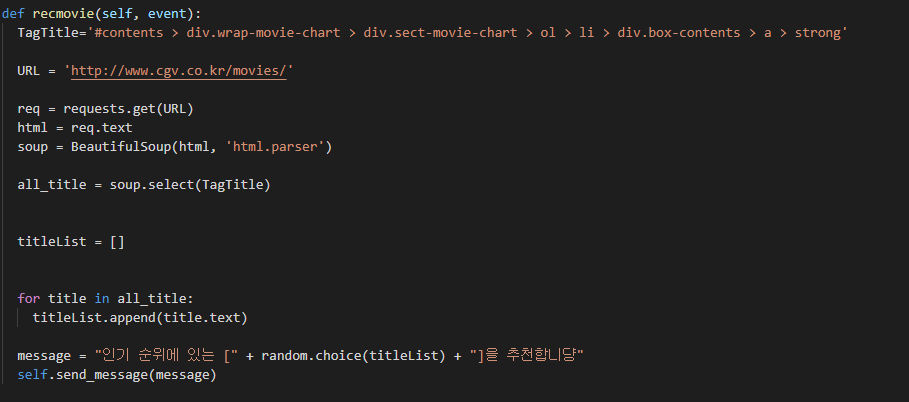 def recmovie(self, event):
TagTitle='#contents > div.wrap-movie-chart > div.sect-movie-chart > ol > li > div.box-contents > a > strong'
URL = 'http://www.cgv.co.kr/movies/'
req = requests.get(URL)
html = req.text
soup = BeautifulSoup(html, 'html.parser')
all_title = soup.select(TagTitle)
titleList = []
for title in all_title:
titleList.append(title.text)
message = "인기 순위에 있는 [" + random.choice(titleList) + "]을 추천합니댱"
self.send_message(message)